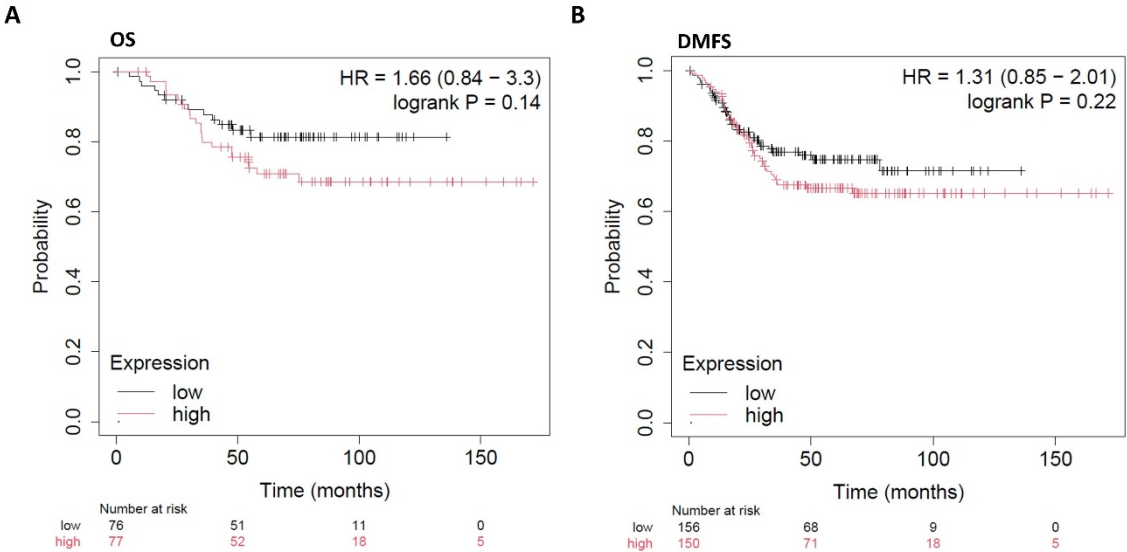 A
OS
HR = 1.66 (0.84 − 3.3)
logrank P = 0.14
Probability
0.0 0.2 0.4 0.6 0.8 1.0
Expression
low
high
0 50 100 150
Time (months)
Number at risk
low 76 51 11 0
high 77 52 18 5
B
DMFS
HR = 1.31 (0.85 − 2.01)
logrank P = 0.22
Probability
0.0 0.2 0.4 0.6 0.8 1.0
Expression
low
high
0 50 100 150
Time (months)
Number at risk
low 156 68 9 0
high 150 71 18 5